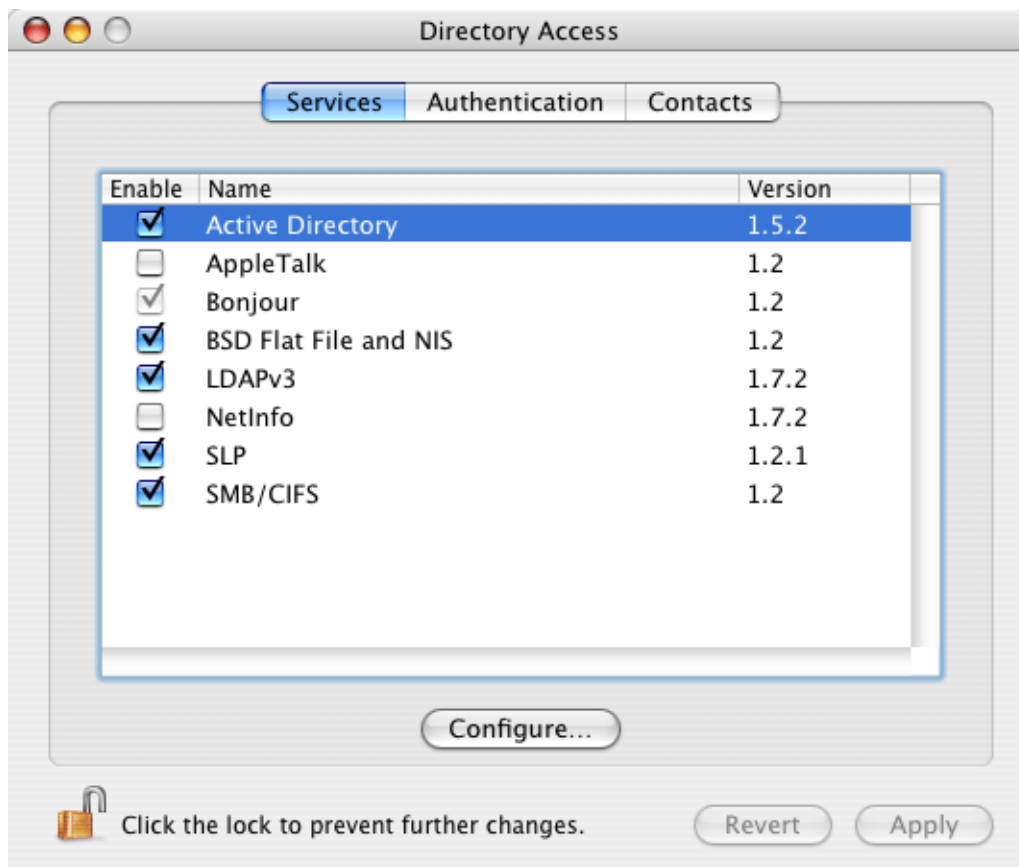 Directory Access
Services Authentication Contacts
Enable Name Version
Active Directory 1.5.2
AppleTalk 1.2
Bonjour 1.2
BSD Flat File and NIS 1.2
LDAPv3 1.7.2
NetInfo 1.7.2
SLP 1.2.1
SMB/CIFS 1.2
Configure...
Click the lock to prevent further changes. Revert Apply